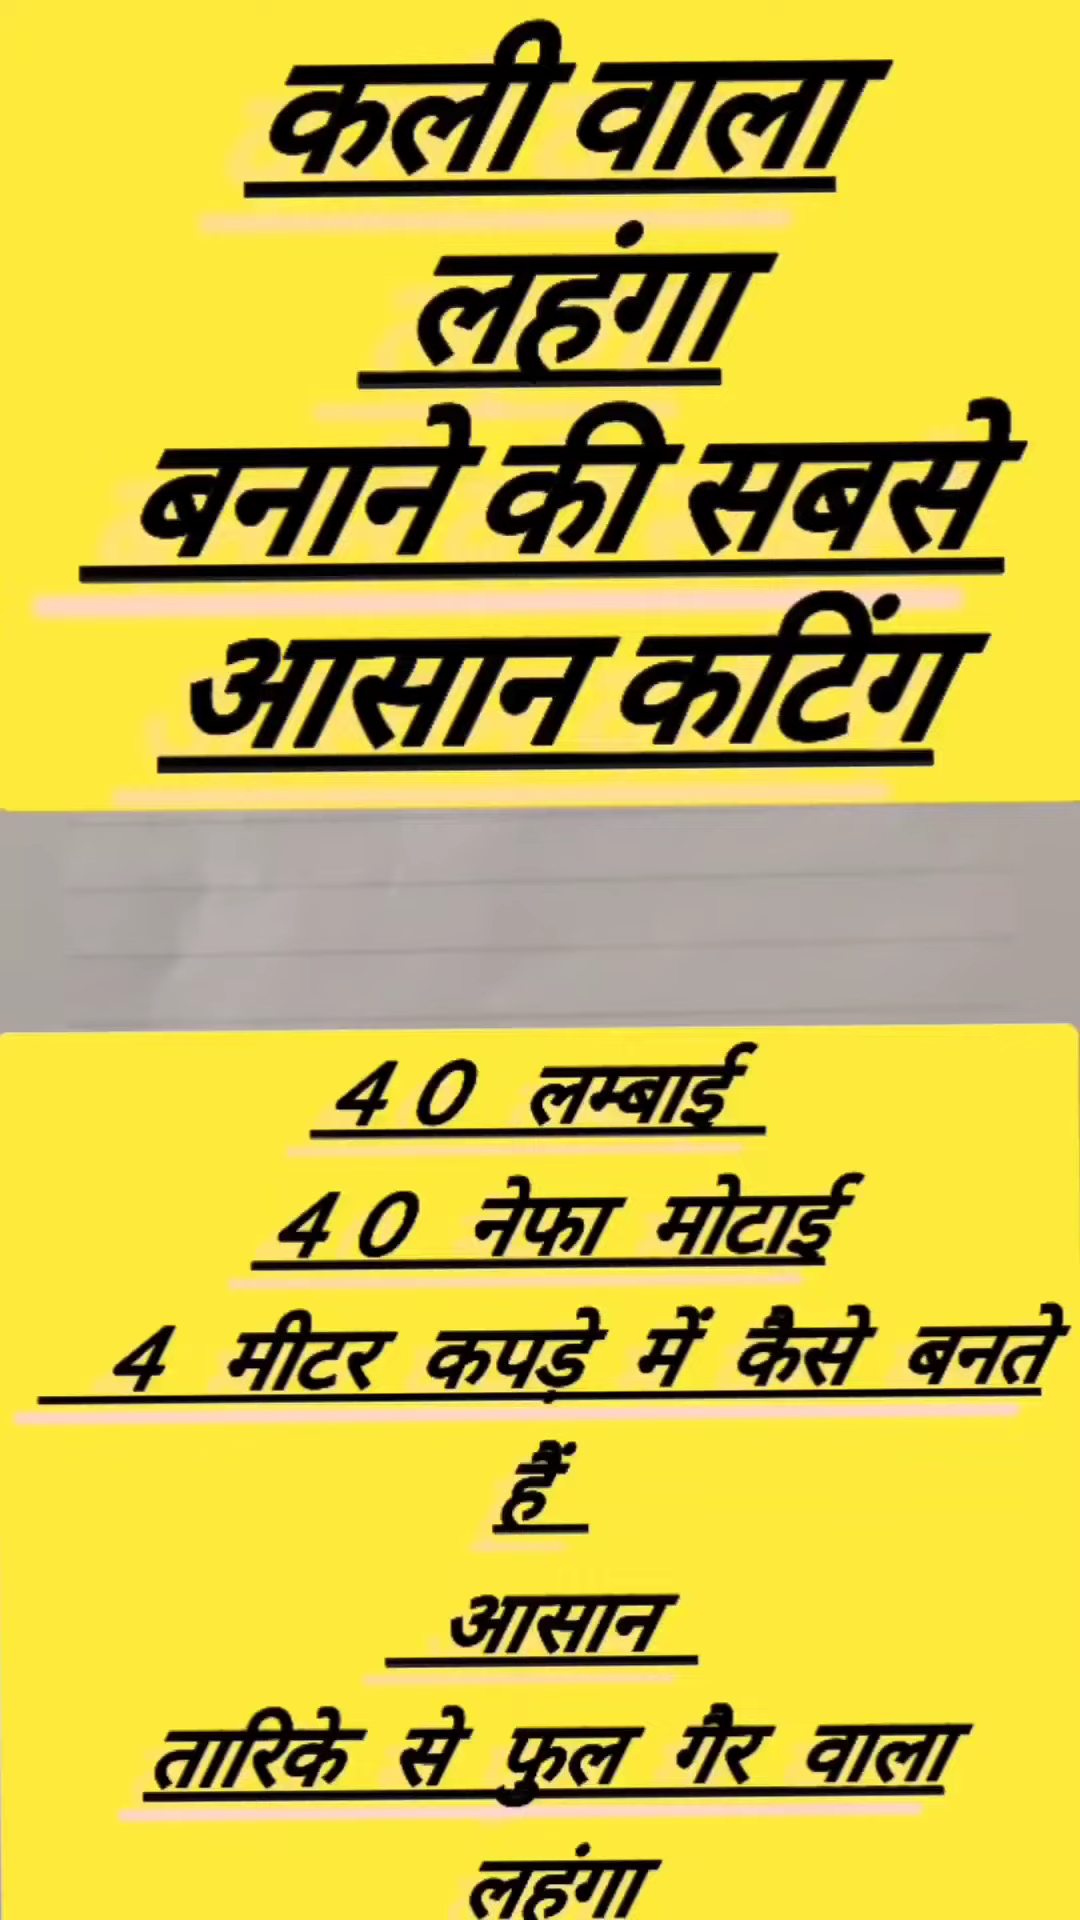 कली वाला
लहंगा
बनाने की सबसे
आसान कटिंग
40 लम्बाई
40 नेफा मोटाई
4 मीटर कपड़े में कैसे बनते
हैं
आसान
तारिके से फुल गैर वाला
लहंगा